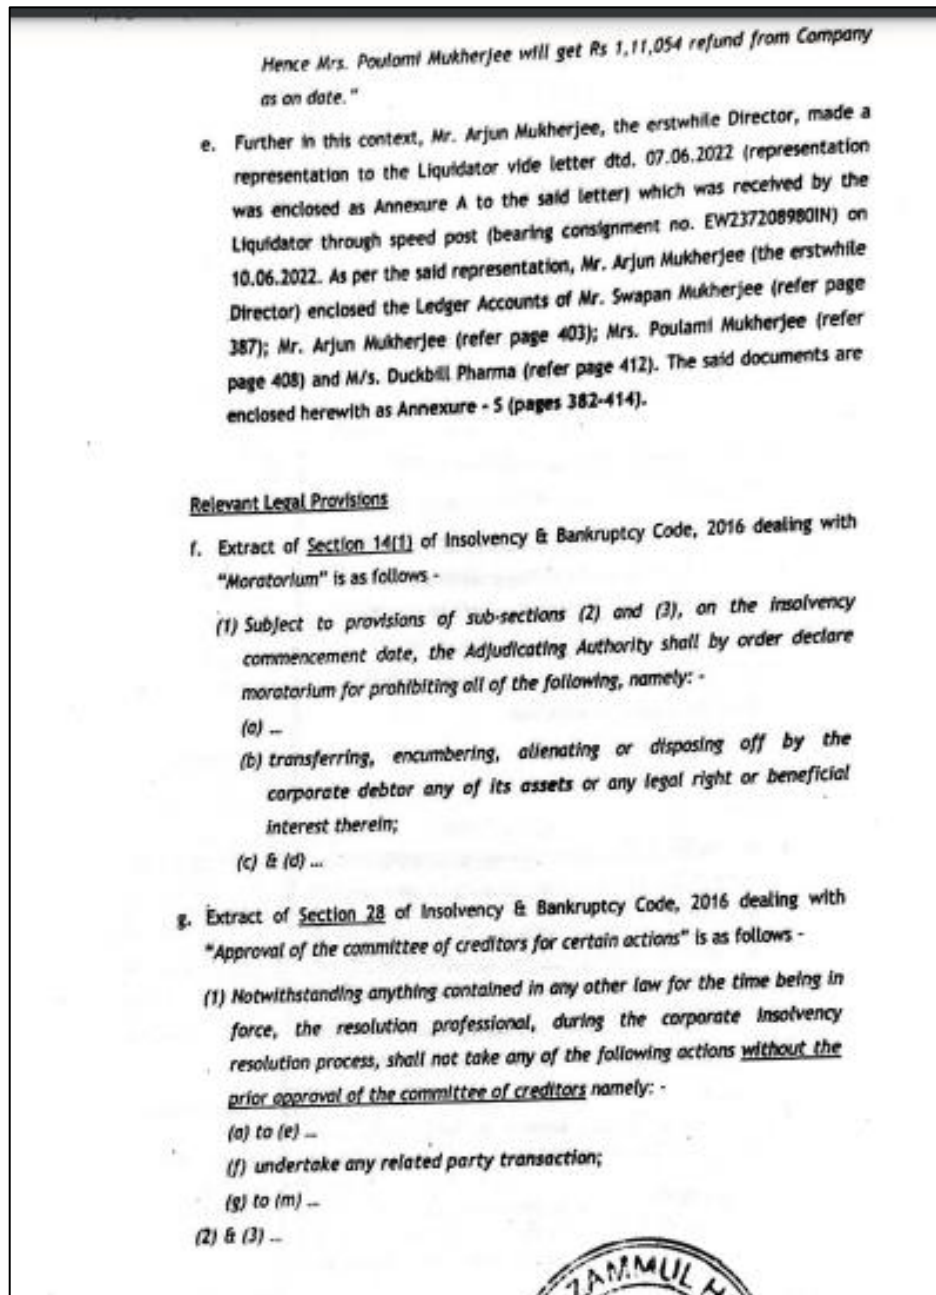 Hence Mrs. Poulami Mukherjee will get Rs 1,11,054 refund from Company
as on date."
e. Further in this context, Mr. Arjun Mukherjee, the erstwhile Director, made a
representation to the Liquidator vide letter dtd. 07.06.2022 (representation
was enclosed as Annexure A to the said letter) which was received by the
Liquidator through speed post (bearing consignment no. EW237208980IN) on
10.06.2022. As per the said representation, Mr. Arjun Mukherjee (the erstwhile
Director) enclosed the Ledger Accounts of Mr. Swapan Mukherjee (refer page
387); Mr. Arjun Mukherjee (refer page 403); Mrs. Poulami Mukherjee (refer
page 408) and M/s. Duckbill Pharma (refer page 412). The said documents are
enclosed herewith as Annexure - S (pages 382-414).
Relevant Legal Provisions
f. Extract of Section 14(1) of Insolvency & Bankruptcy Code, 2016 dealing with
"Moratorium" is as follows -
(1) Subject to provisions of sub-sections (2) and (3), on the insolvency
commencement date, the Adjudicating Authority shall by order declare
moratorium for prohibiting all of the following, namely: -
(a) ...
(b) transferring, encumbering, alienating or disposing off by the
corporate debtor any of its assets or any legal right or beneficial
interest therein;
(c) & (d) ...
g. Extract of Section 28 of Insolvency & Bankruptcy Code, 2016 dealing with
"Approval of the committee of creditors for certain actions" is as follows -
(1) Notwithstanding anything contained in any other law for the time being in
force, the resolution professional, during the corporate insolvency
resolution process, shall not take any of the following actions without the
prior approval of the committee of creditors namely: -
(a) to (e) ...
(f) undertake any related party transaction;
(g) to (m) ...
(2) & (3) ...
ZAMMUL H